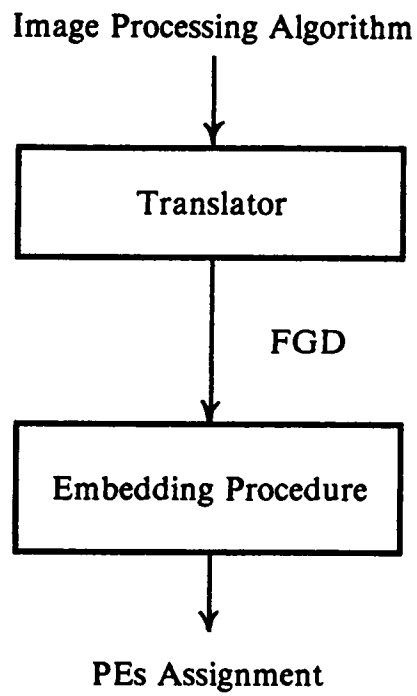 Image Processing Algorithm
Translator
FGD
Embedding Procedure
PEs Assignment